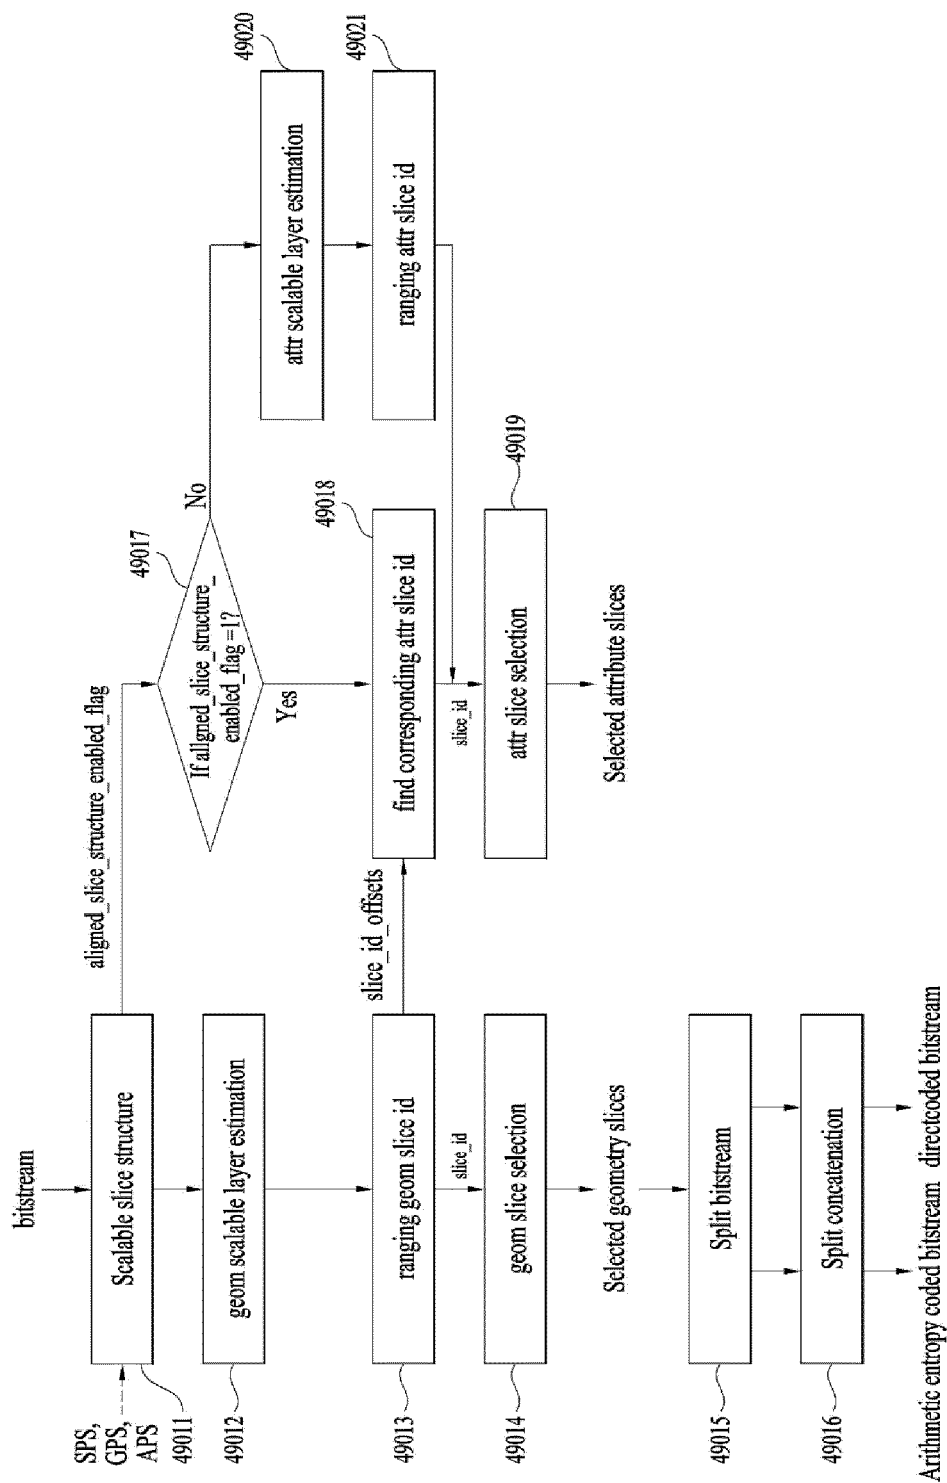 bitstream
SPS,
GPS,
APS
49011
Scalable slice structure
aligned_slice_structure_enabled_flag
49012
geom scalable layer estimation
49017
If aligned_slice_structure_
enabled_flag =1?
No
Yes
49020
attr scalable layer estimation
49013
ranging geom slice id
slice_id_offsets
49018
find corresponding attr slice id
49021
ranging attr slice id
slice_id
slice_id
49014
geom slice selection
49019
attr slice selection
Selected geometry slices
Selected attribute slices
49015
Split bitstream
49016
Split concatenation
Arithmetic entropy coded bitstream
directcoded bitstream